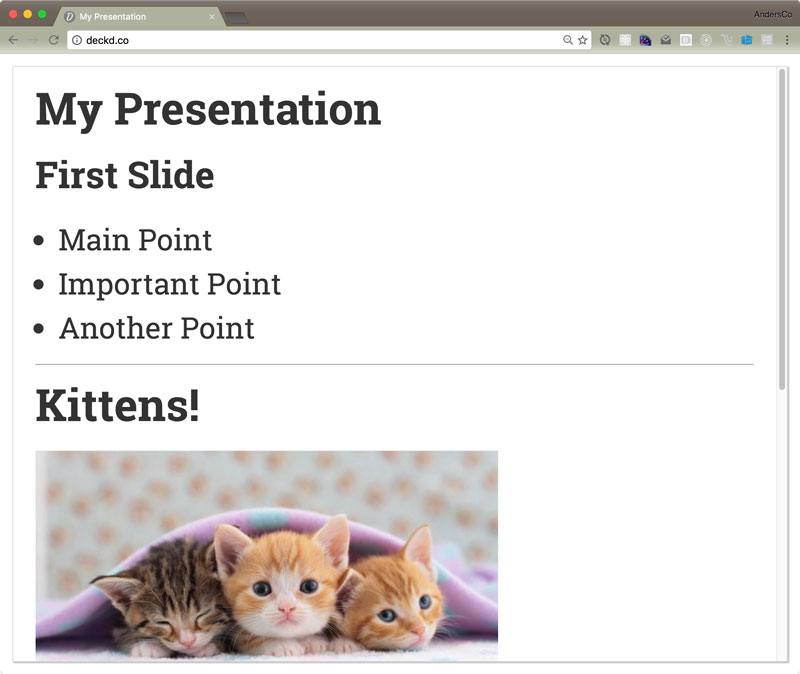 My Presentation
AndersCo
deckd.co
My Presentation
First Slide
Main Point
Important Point
Another Point
Kittens!